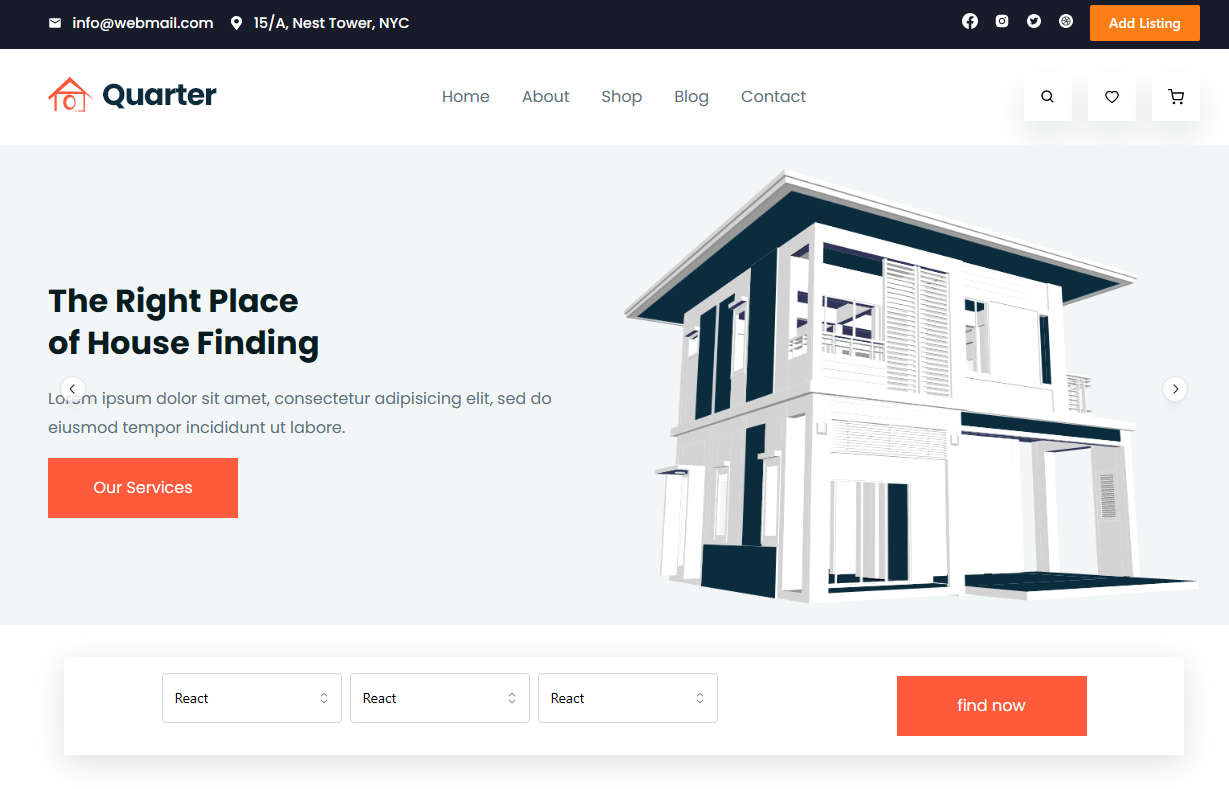 info@webmail.com 15/A, Nest Tower, NYC Add Listing
Quarter Home About Shop Blog Contact
The Right Place
of House Finding
Lorem ipsum dolor sit amet, consectetur adipisicing elit, sed do
eiusmod tempor incididunt ut labore.
Our Services
React React React find now